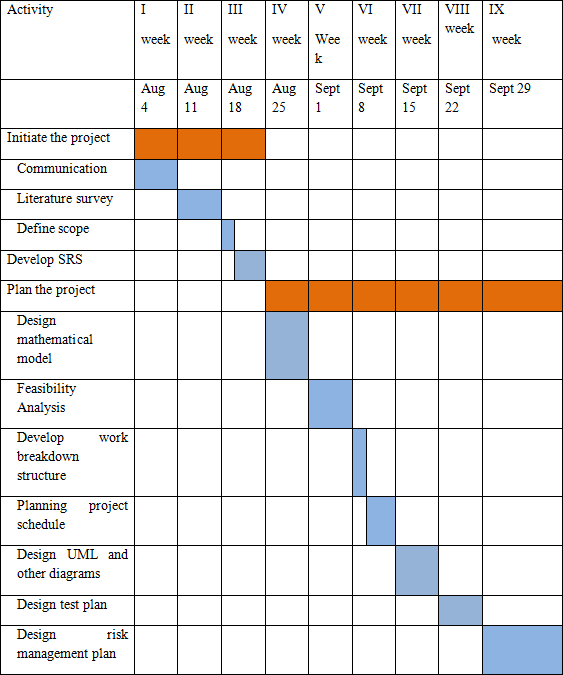 Activity
I
week
II
week
III
week
IV
week
V
Wee
k
VI
week
VII
week
VIII
week
IX
week
Aug
4
Aug
11
Aug
18
Aug
25
Sept
1
Sept
8
Sept
15
Sept
22
Sept 29
Initiate the project
Communication
Literature survey
Define scope
Develop SRS
Plan the project
Design
mathematical
model
Feasibility
Analysis
Develop work
breakdown
structure
Planning project
schedule
Design UML and
other diagrams
Design test plan
Design risk
management plan